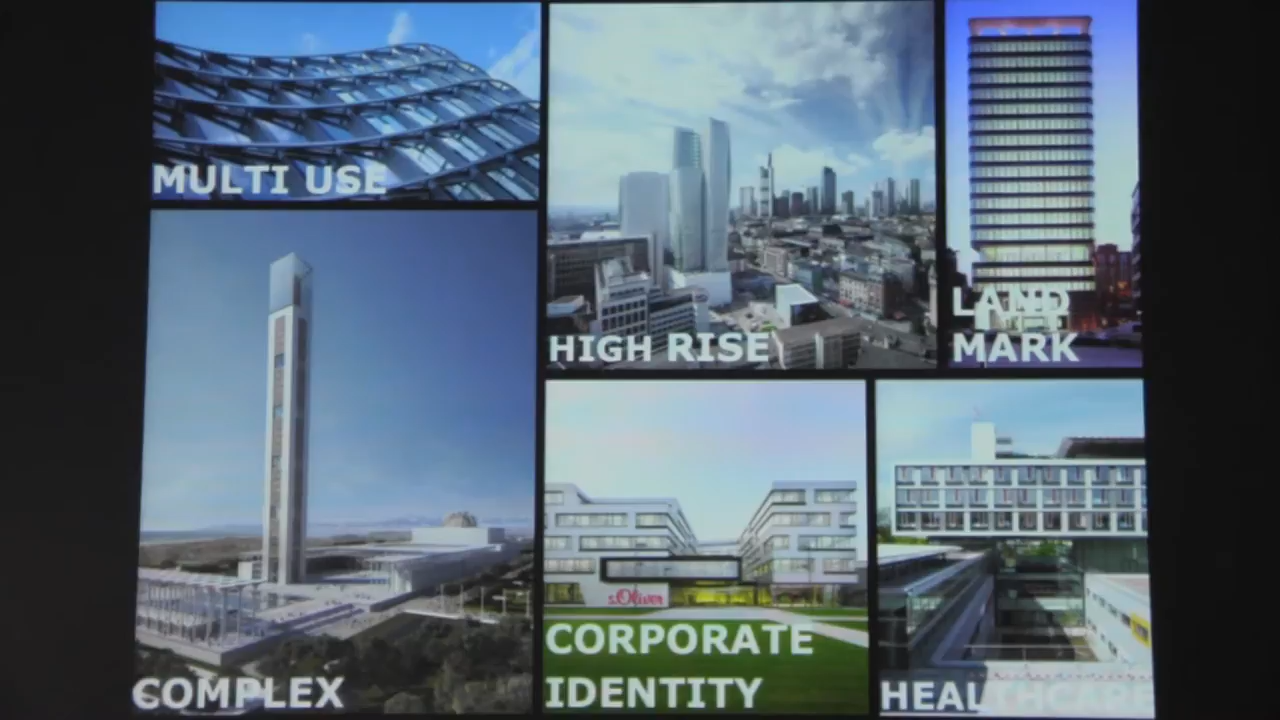 MULTI USE
HIGH RISE
LAND
MARK
COMPLEX
s.Oliver
CORPORATE
IDENTITY
HEALTHCARE